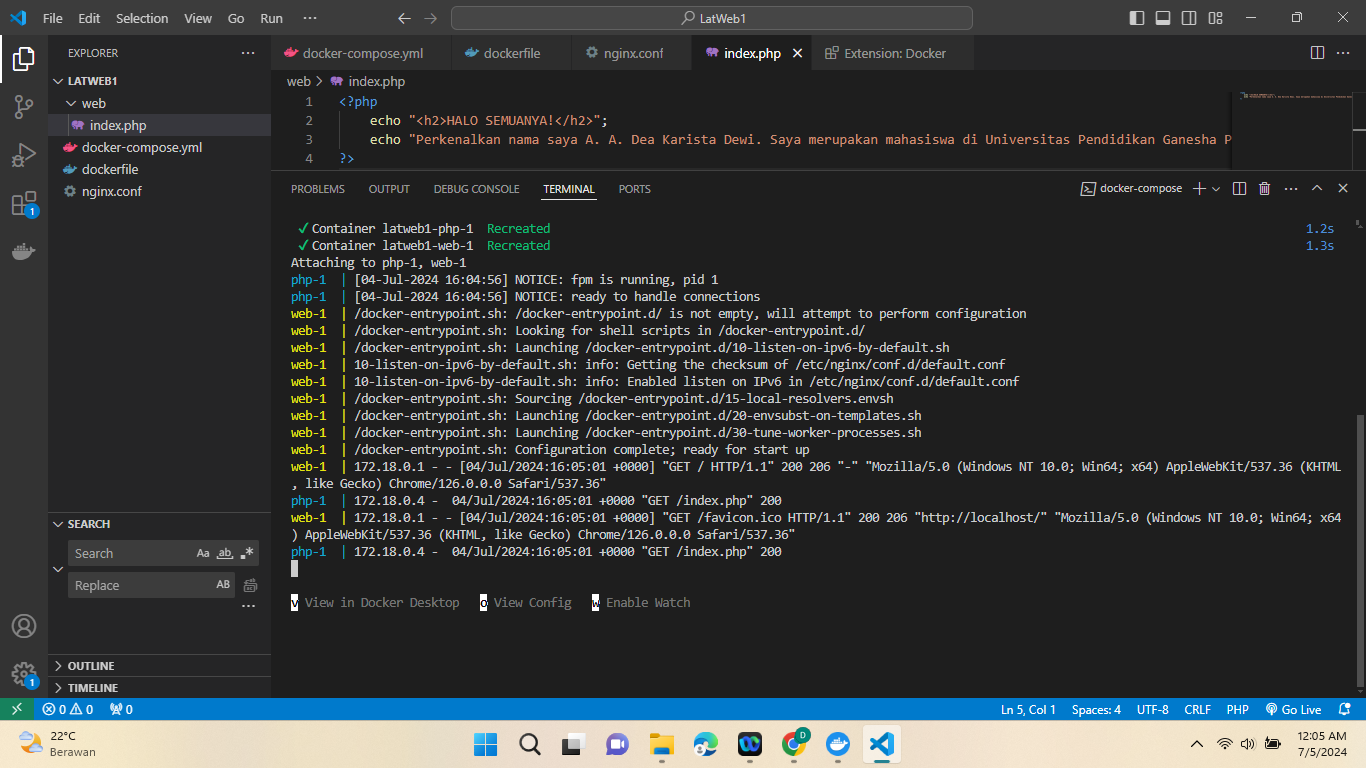 File Edit Selection View Go Run ··· LatWeb1
EXPLORER ···
LATWEB1
web
index.php
docker-compose.yml
dockerfile
nginx.conf
SEARCH
Search Aa ab .*
Replace AB
···
OUTLINE
TIMELINE
docker-compose.yml dockerfile nginx.conf index.php Extension: Docker ···
web > index.php
1 <?php
2 echo "<h2>HALO SEMUANYA!</h2>";
3 echo "Perkenalkan nama saya A. A. Dea Karista Dewi. Saya merupakan mahasiswa di Universitas Pendidikan Ganesha P
4 ?>
PROBLEMS OUTPUT DEBUG CONSOLE TERMINAL PORTS docker-compose ···
✓ Container latweb1-php-1 Recreated 1.2s
✓ Container latweb1-web-1 Recreated 1.3s
Attaching to php-1, web-1
php-1 | [04-Jul-2024 16:04:56] NOTICE: fpm is running, pid 1
php-1 | [04-Jul-2024 16:04:56] NOTICE: ready to handle connections
web-1 | /docker-entrypoint.sh: /docker-entrypoint.d/ is not empty, will attempt to perform configuration
web-1 | /docker-entrypoint.sh: Looking for shell scripts in /docker-entrypoint.d/
web-1 | /docker-entrypoint.sh: Launching /docker-entrypoint.d/10-listen-on-ipv6-by-default.sh
web-1 | 10-listen-on-ipv6-by-default.sh: info: Getting the checksum of /etc/nginx/conf.d/default.conf
web-1 | 10-listen-on-ipv6-by-default.sh: info: Enabled listen on IPv6 in /etc/nginx/conf.d/default.conf
web-1 | /docker-entrypoint.sh: Sourcing /docker-entrypoint.d/15-local-resolvers.envsh
web-1 | /docker-entrypoint.sh: Launching /docker-entrypoint.d/20-envsubst-on-templates.sh
web-1 | /docker-entrypoint.sh: Launching /docker-entrypoint.d/30-tune-worker-processes.sh
web-1 | /docker-entrypoint.sh: Configuration complete; ready for start up
web-1 | 172.18.0.1 - - [04/Jul/2024:16:05:01 +0000] "GET / HTTP/1.1" 200 206 "-" "Mozilla/5.0 (Windows NT 10.0; Win64; x64) AppleWebKit/537.36 (KHTML
, like Gecko) Chrome/126.0.0.0 Safari/537.36"
php-1 | 172.18.0.4 - 04/Jul/2024:16:05:01 +0000 "GET /index.php" 200
web-1 | 172.18.0.1 - - [04/Jul/2024:16:05:01 +0000] "GET /favicon.ico HTTP/1.1" 200 206 "http://localhost/" "Mozilla/5.0 (Windows NT 10.0; Win64; x64
) AppleWebKit/537.36 (KHTML, like Gecko) Chrome/126.0.0.0 Safari/537.36"
php-1 | 172.18.0.4 - 04/Jul/2024:16:05:01 +0000 "GET /index.php" 200
v View in Docker Desktop o View Config w Enable Watch
0 0 0 Ln 5, Col 1 Spaces: 4 UTF-8 CRLF PHP Go Live
22°C
Berawan
12:05 AM
7/5/2024